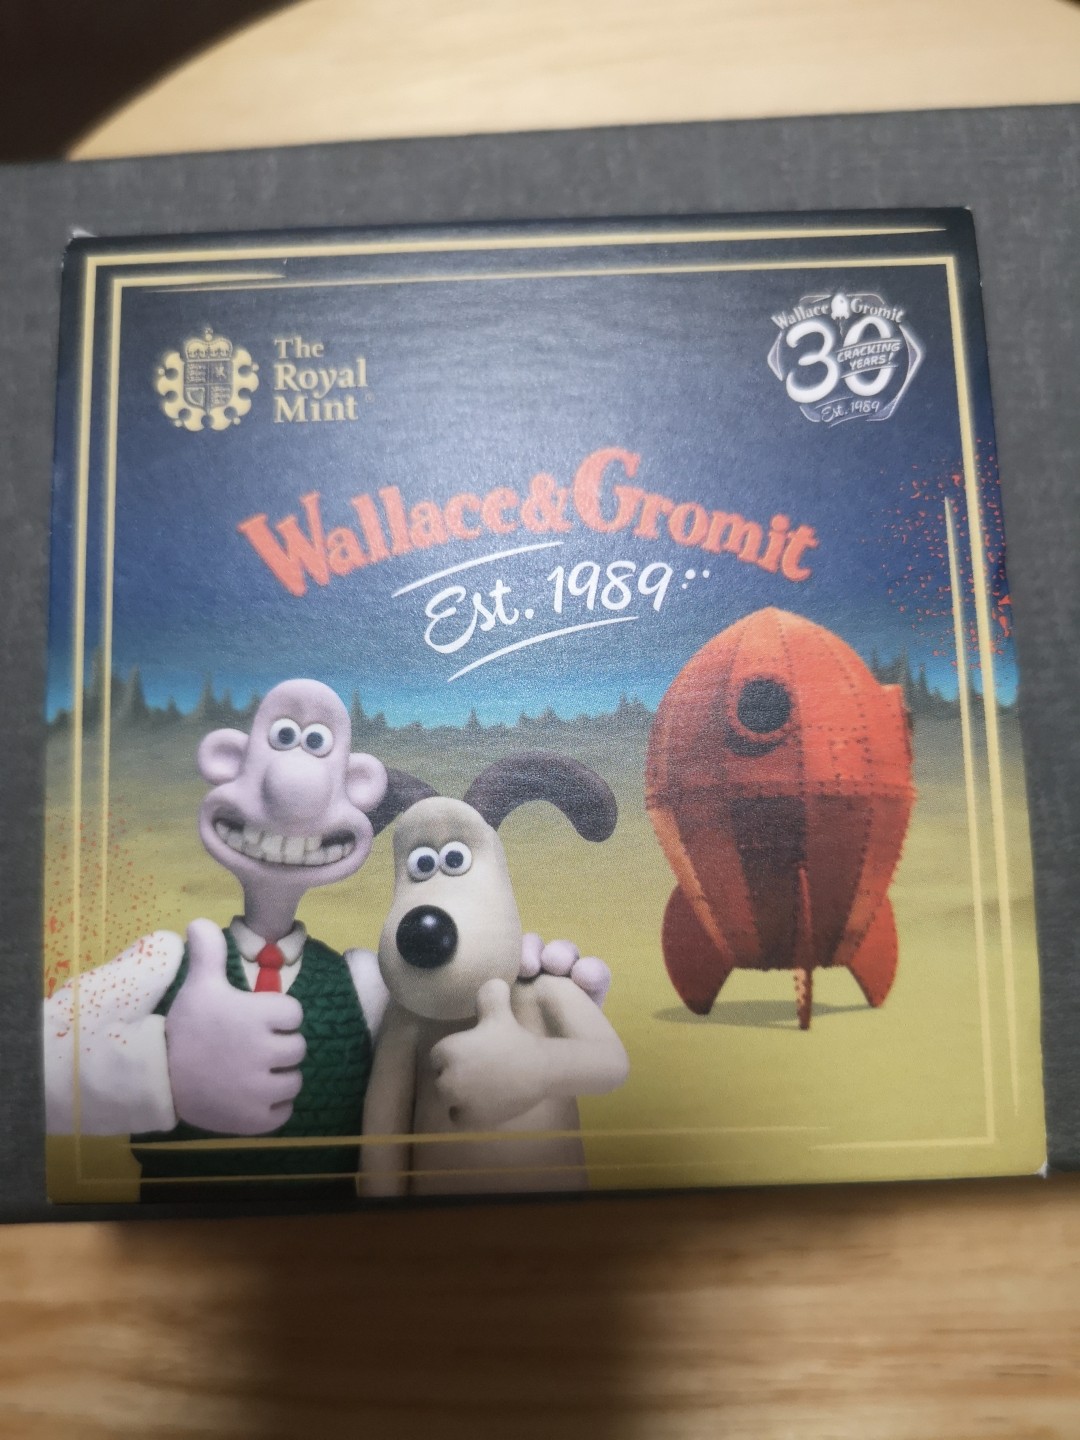 The
Royal
Mint®
Wallace Gromit
30
CRACKING
YEARS!
Est. 1989
Wallace & Gromit
Est. 1989